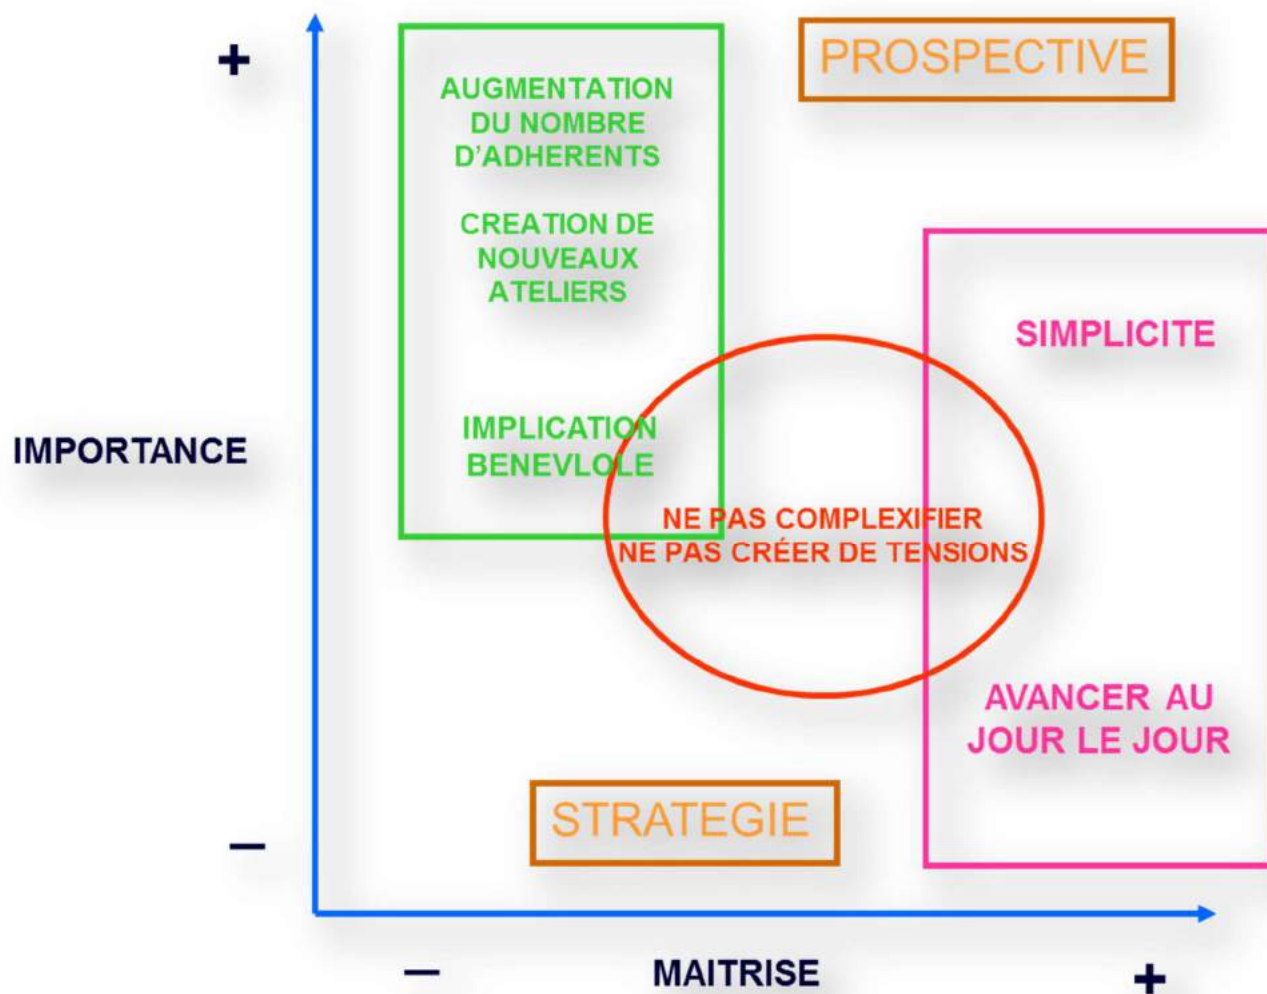 +
PROSPECTIVE
AUGMENTATION
DU NOMBRE
D'ADHERENTS
CREATION DE
NOUVEAUX
ATELIERS
SIMPLICITE
IMPLICATION
BENEVLOLE
IMPORTANCE
NE PAS COMPLEXIFIER
NE PAS CRÉER DE TENSIONS
AVANCER AU
JOUR LE JOUR
STRATEGIE
–
– MAITRISE +